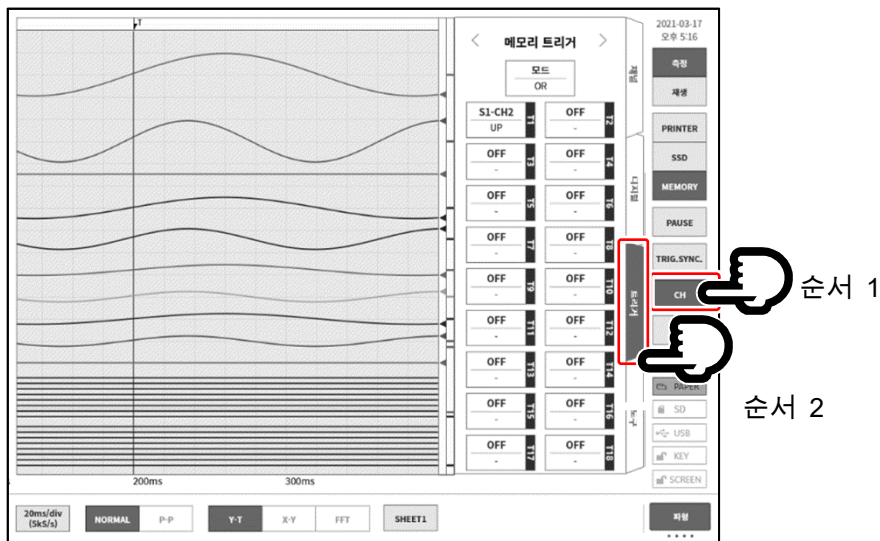 T
메모리 트리거
모드
OR
S1-CH2
UP
T1
OFF
-
T2
OFF
-
T3
OFF
-
T4
OFF
-
T5
OFF
-
T6
OFF
-
T7
OFF
-
T8
OFF
-
T9
OFF
-
T10
OFF
-
T11
OFF
-
T12
OFF
-
T13
OFF
-
T14
OFF
-
T15
OFF
-
T16
OFF
-
T17
OFF
-
T18
채널
디지털
트리거
2021-03-17
오후 5:16
측정
재생
PRINTER
SSD
MEMORY
PAUSE
TRIG.SYNC.
CH
PAPER
SD
USB
KEY
SCREEN
순서 1
순서 2
200ms
300ms
20ms/div
(5kS/s)
NORMAL
P-P
Y-T
X-Y
FFT
SHEET1
파형